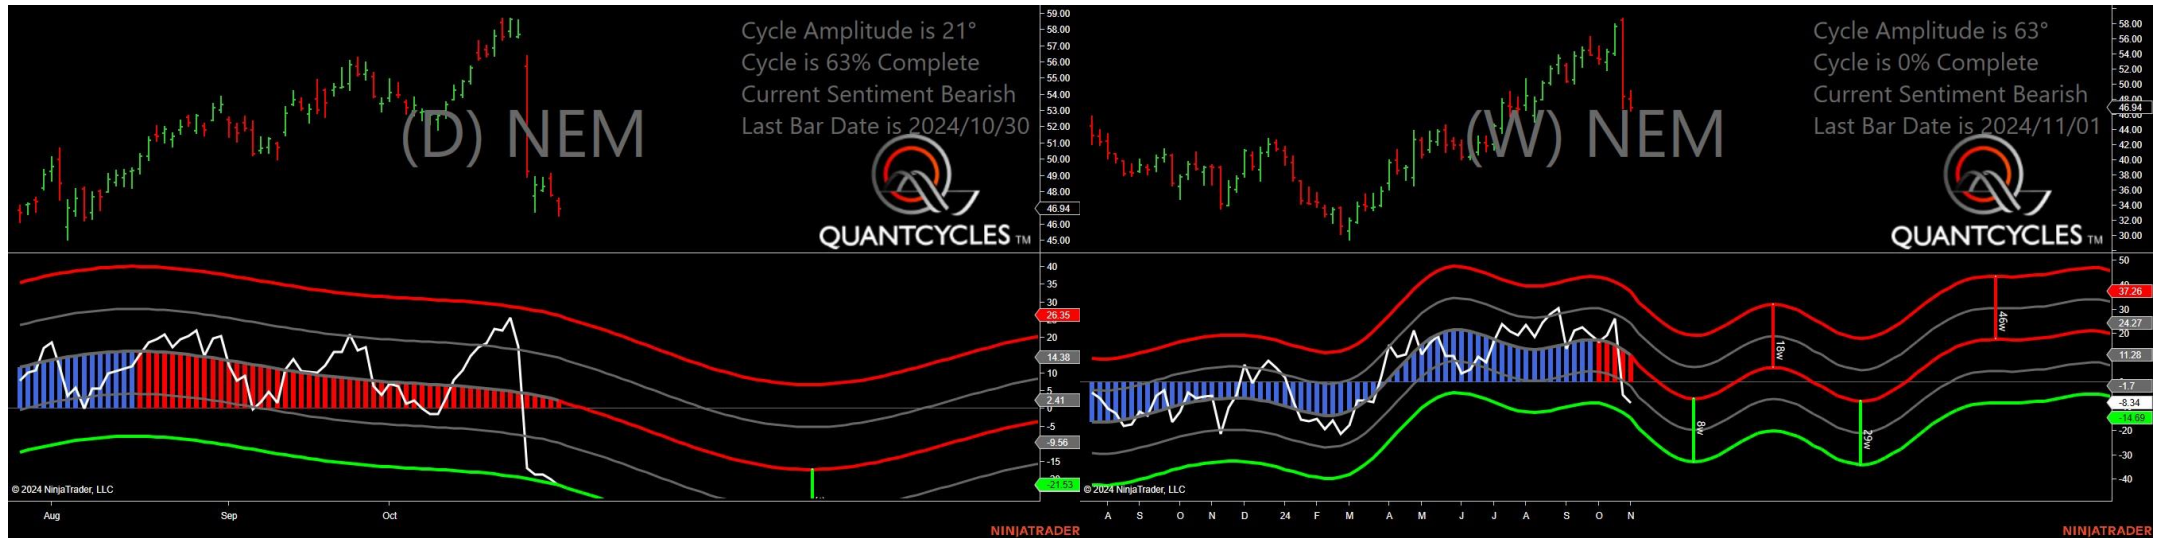 Cycle Amplitude is 21°
Cycle is 63% Complete
Current Sentiment Bearish
Last Bar Date is 2024/10/30
(D) NEM
QUANTCYCLES TM
59.00
58.00
57.00
56.00
55.00
54.00
53.00
52.00
51.00
50.00
49.00
48.00
46.94
46.00
45.00
40
35
30
26.35
20
14.38
10
5
2.41
0
-5
-9.56
-15
-21.53
© 2024 NinjaTrader, LLC
Aug Sep Oct
NINJATRADER
Cycle Amplitude is 63°
Cycle is 0% Complete
Current Sentiment Bearish
Last Bar Date is 2024/11/01
(W) NEM
QUANTCYCLES TM
58.00
56.00
54.00
52.00
50.00
48.00
46.94
46.00
44.00
42.00
40.00
38.00
36.00
34.00
32.00
30.00
50
37.26
30
24.27
20
11.28
-1.7
-8.34
-14.69
-20
-30
-40
8w
18w
29w
46w
© 2024 NinjaTrader, LLC
A S O N D 24 F M A M J J A S O N
NINJATRADER